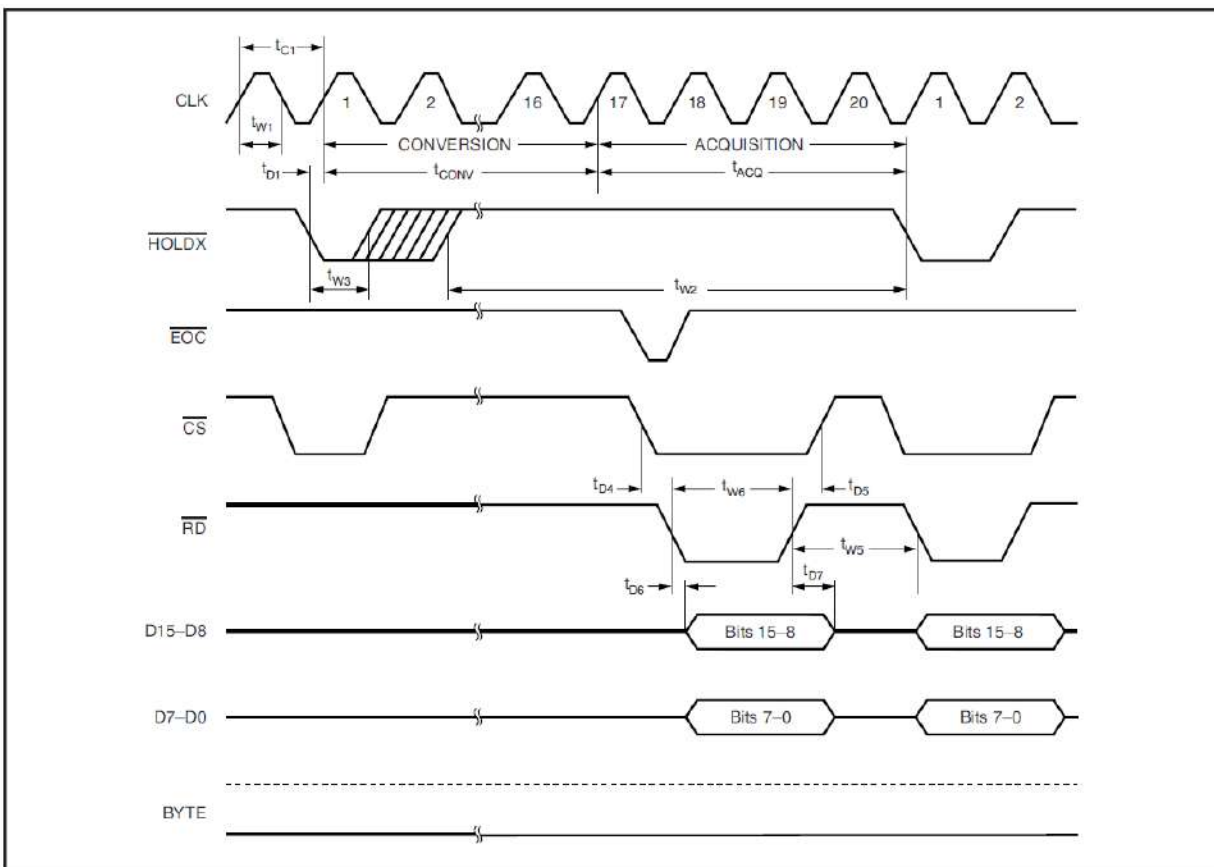 tC1
CLK
1 2 16 17 18 19 20 1 2
tW1
CONVERSION ACQUISITION
tD1 tCONV tACQ
HOLDX
tW3 tW2
EOC
CS
tD4 tW6 tD5
RD
tW5
tD6 tD7
D15–D8 Bits 15–8 Bits 15–8
D7–D0 Bits 7–0 Bits 7–0
BYTE